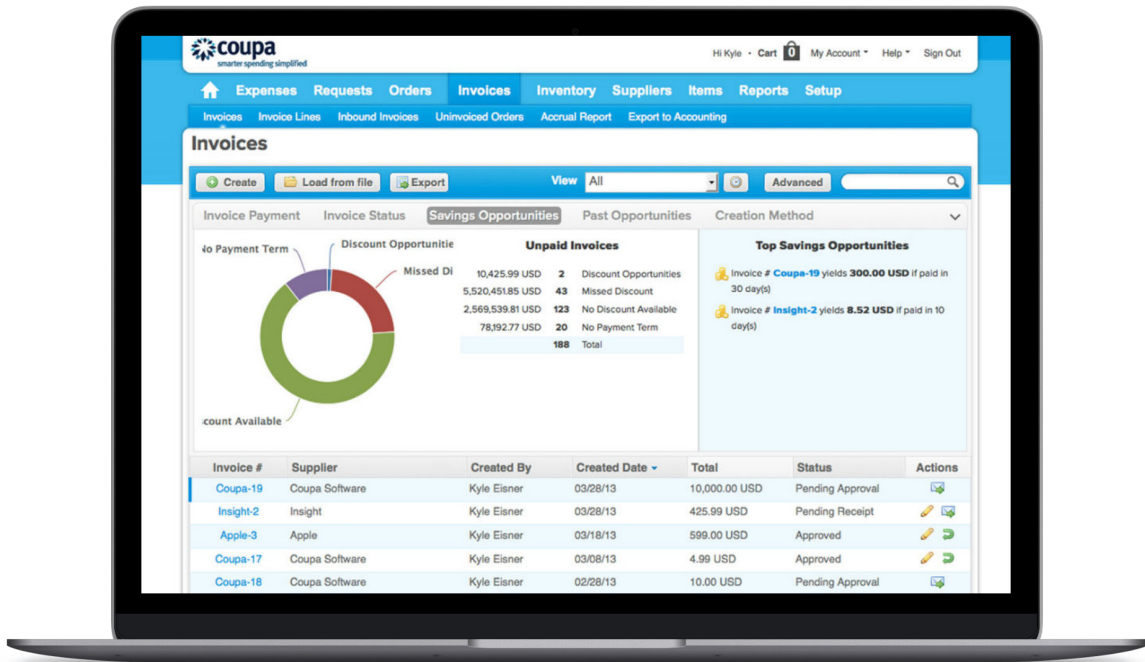 coupa
smarter spending simplified
Hi Kyle · Cart 0 My Account Help Sign Out
Expenses Requests Orders Invoices Inventory Suppliers Items Reports Setup
Invoices Invoice Lines Inbound Invoices Uninvoiced Orders Accrual Report Export to Accounting
Invoices
Create Load from file Export View All Advanced
Invoice Payment Invoice Status Savings Opportunities Past Opportunities Creation Method
No Payment Term
Discount Opportunitie
Missed Di
count Available
Unpaid Invoices
10,425.99 USD 2 Discount Opportunities
5,520,451.85 USD 43 Missed Discount
2,569,539.81 USD 123 No Discount Available
78,192.77 USD 20 No Payment Term
188 Total
Top Savings Opportunities
Invoice # Coupa-19 yields 300.00 USD if paid in
30 day(s)
Invoice # Insight-2 yields 8.52 USD if paid in 10
day(s)
Invoice # Supplier Created By Created Date Total Status Actions
Coupa-19 Coupa Software Kyle Eisner 03/28/13 10,000.00 USD Pending Approval
Insight-2 Insight Kyle Eisner 03/28/13 425.99 USD Pending Receipt
Apple-3 Apple Kyle Eisner 03/18/13 599.00 USD Approved
Coupa-17 Coupa Software Kyle Eisner 03/08/13 4.99 USD Approved
Coupa-18 Coupa Software Kyle Eisner 02/28/13 10.00 USD Pending Approval